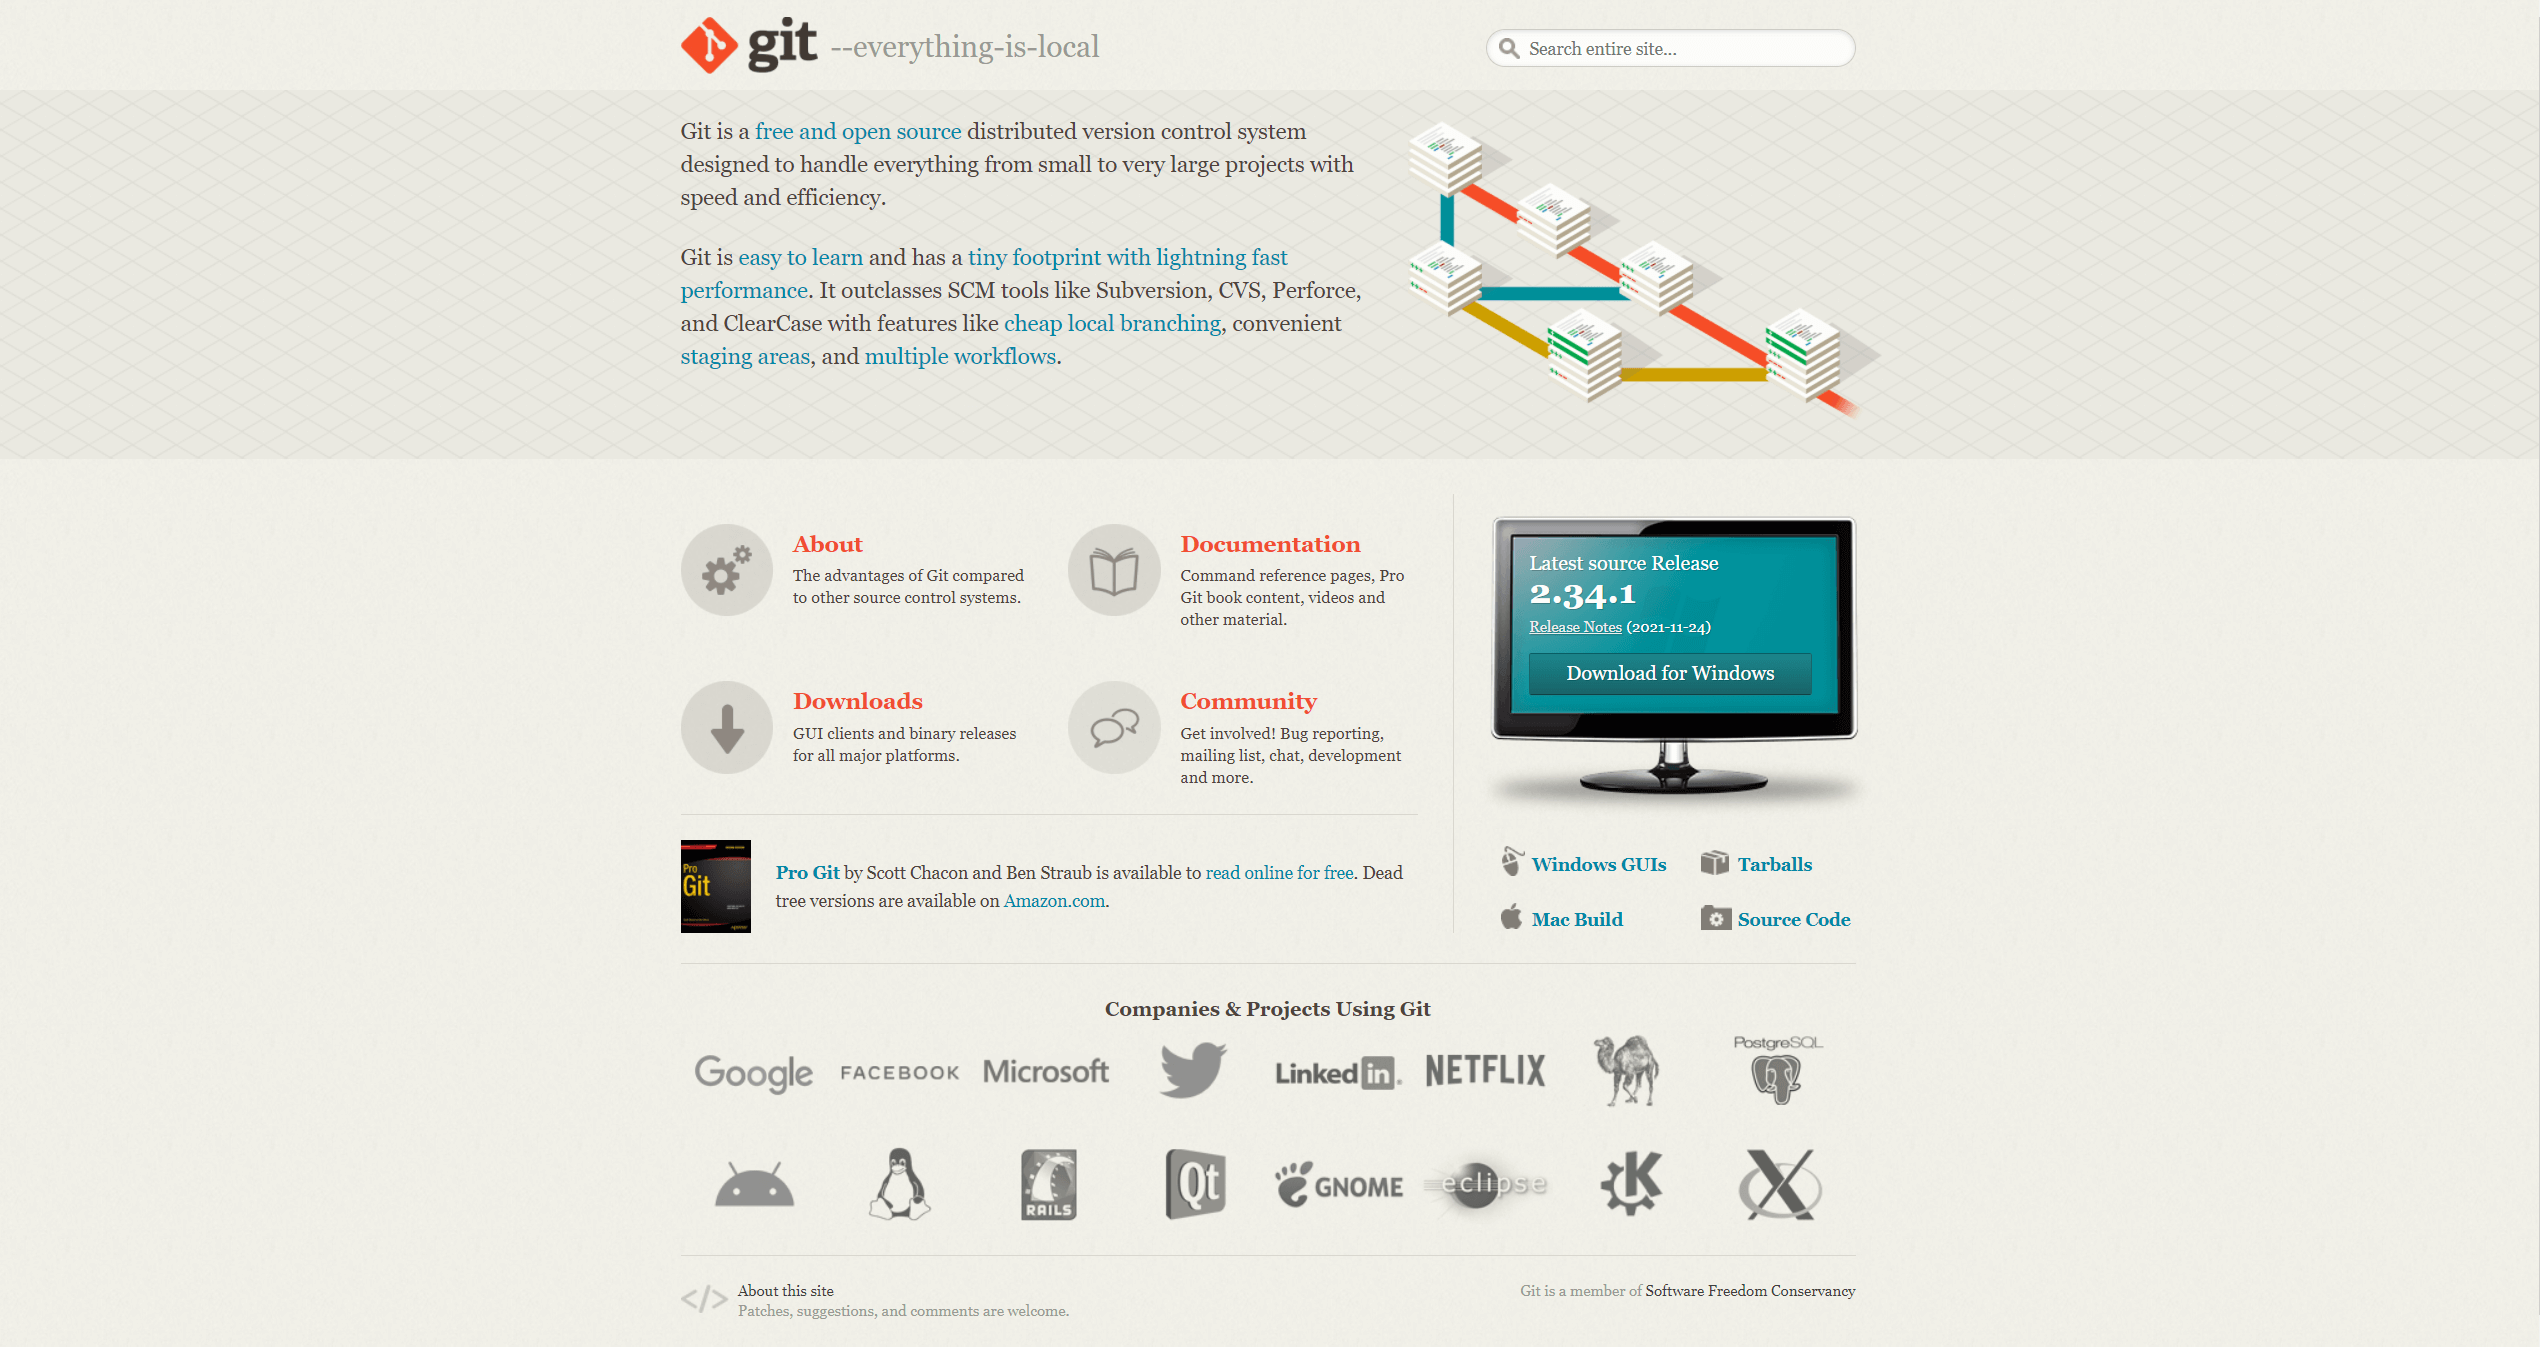 git --everything-is-local
Search entire site...
Git is a free and open source distributed version control system
designed to handle everything from small to very large projects with
speed and efficiency.
Git is easy to learn and has a tiny footprint with lightning fast
performance. It outclasses SCM tools like Subversion, CVS, Perforce,
and ClearCase with features like cheap local branching, convenient
staging areas, and multiple workflows.
About
The advantages of Git compared
to other source control systems.
Documentation
Command reference pages, Pro
Git book content, videos and
other material.
Downloads
GUI clients and binary releases
for all major platforms.
Community
Get involved! Bug reporting,
mailing list, chat, development
and more.
Latest source Release
2.34.1
Release Notes (2021-11-24)
Download for Windows
Pro
Git
Pro Git by Scott Chacon and Ben Straub is available to read online for free. Dead
tree versions are available on Amazon.com.
Windows GUIs
Tarballs
Mac Build
Source Code
Companies & Projects Using Git
Google
FACEBOOK
Microsoft
Linked in
NETFLIX
PostgreSQL
RAILS
Qt
GNOME
eclipse
K
X
</> About this site
Patches, suggestions, and comments are welcome.
Git is a member of Software Freedom Conservancy